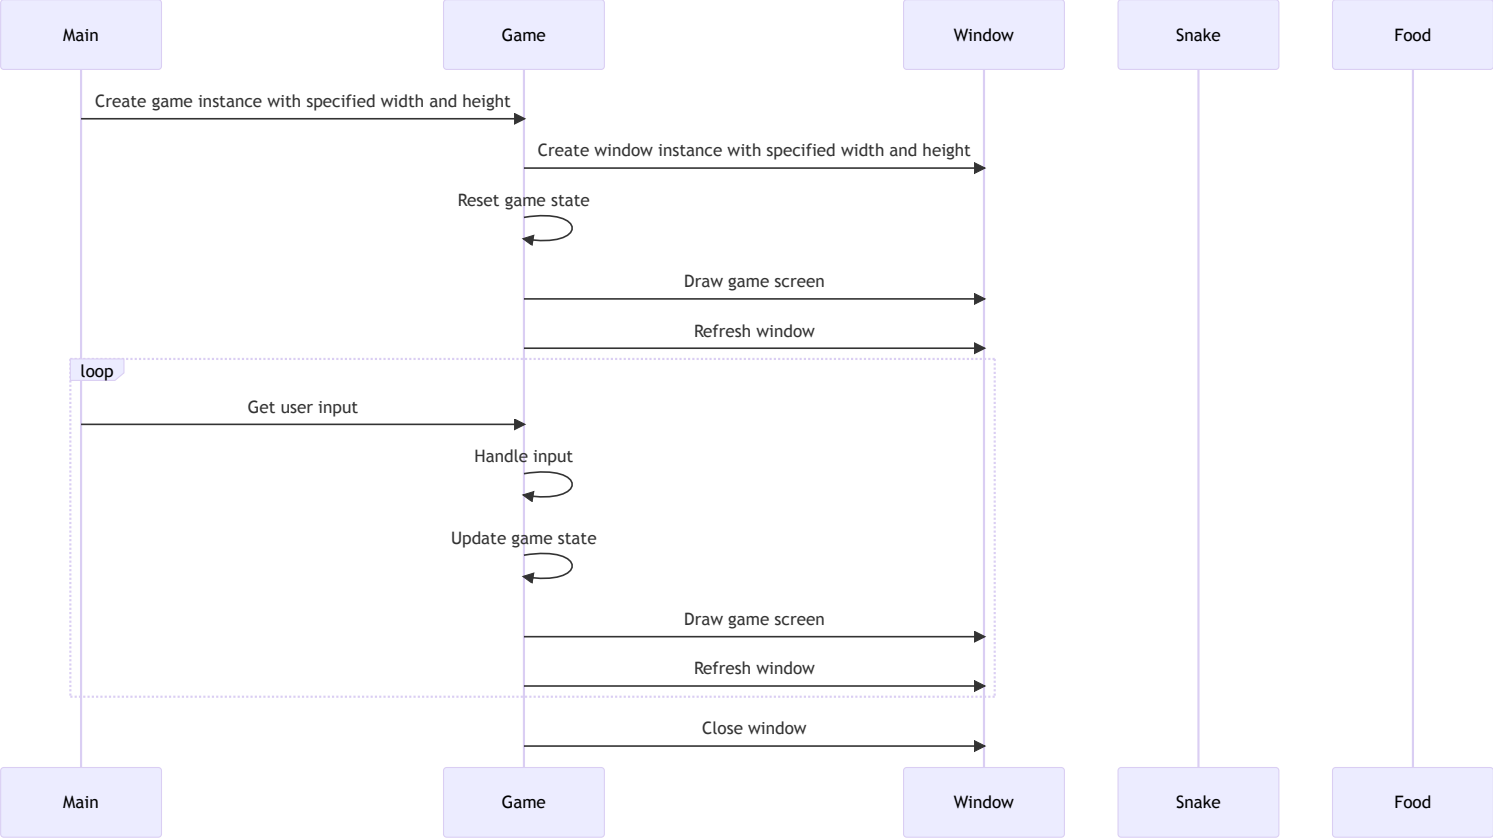 Main
Game
Window
Snake
Food
Create game instance with specified width and height
Create window instance with specified width and height
Reset game state
Draw game screen
Refresh window
loop
Get user input
Handle input
Update game state
Draw game screen
Refresh window
Close window
Main
Game
Window
Snake
Food